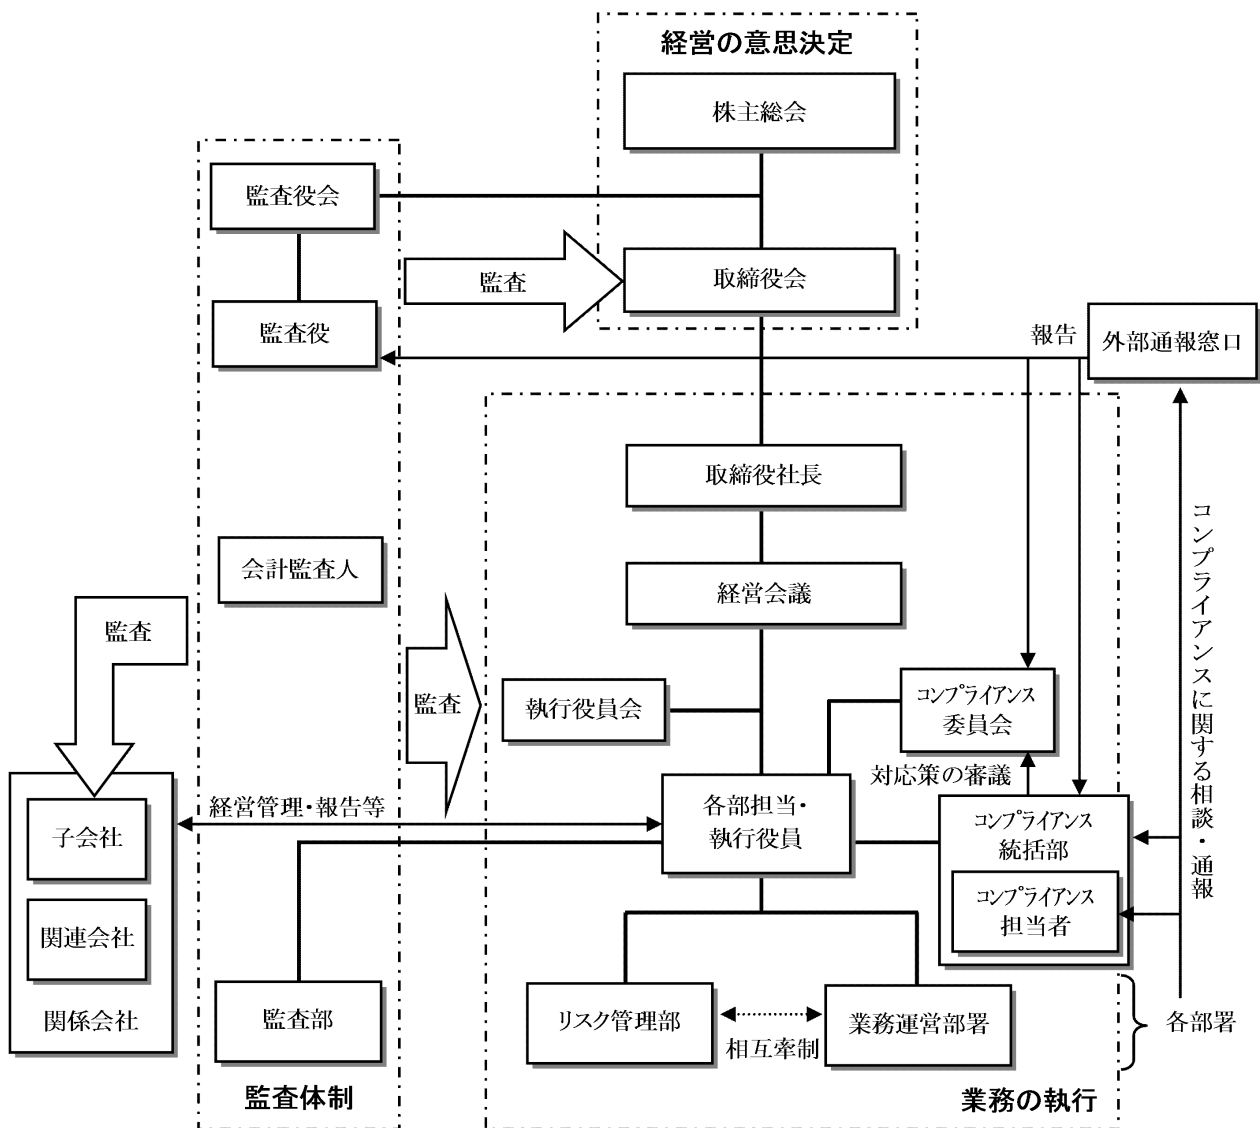 経営の意思決定
株主総会
監査役会
監査
取締役会
監査役
報告
外部通報窓口
取締役社長
コンプライアンスに関する相談・通報
会計監査人
経営会議
監査
監査
執行役員会
コンプライアンス
委員会
対応策の審議
経営管理・報告等
各部担当・
執行役員
コンプライアンス
統括部
子会社
コンプライアンス
担当者
関連会社
関係会社
監査部
リスク管理部
相互牽制
業務運営部署
各部署
監査体制
業務の執行